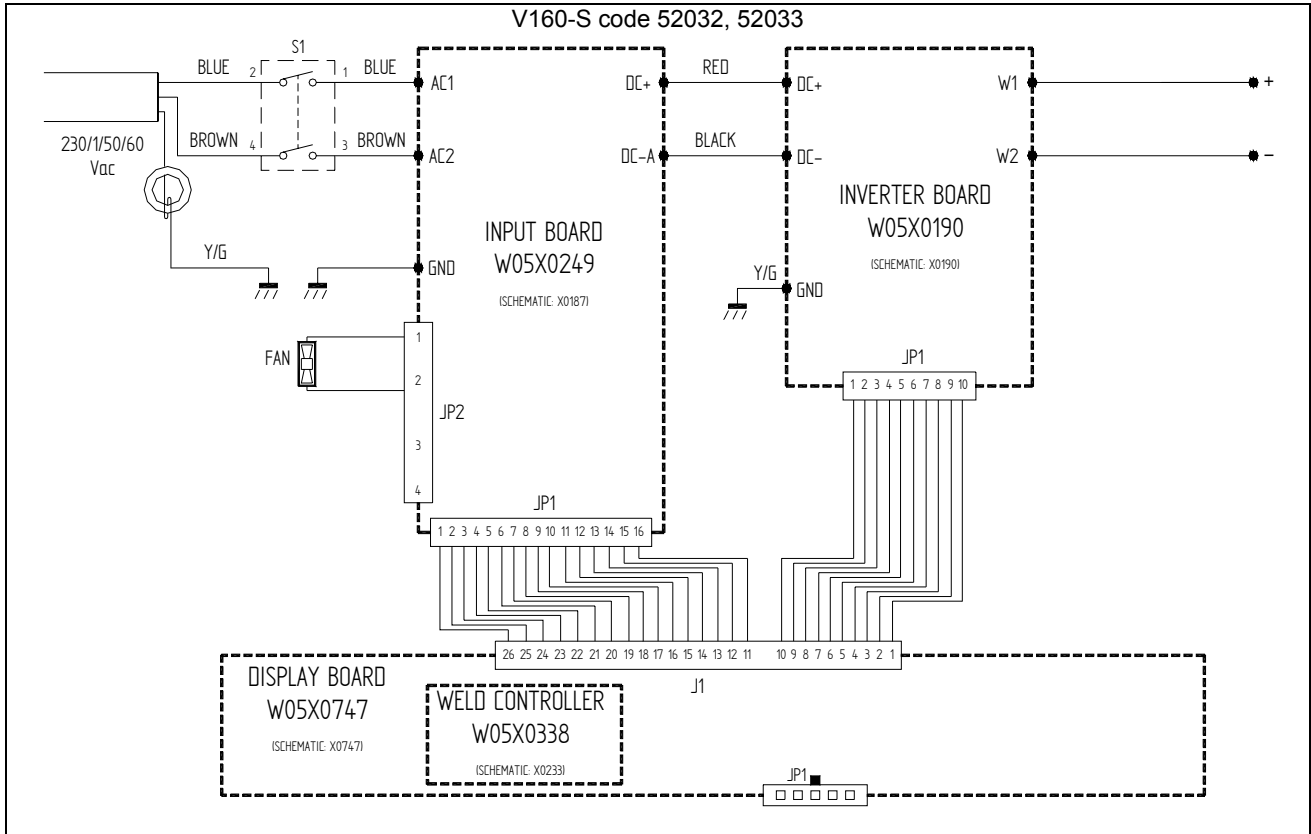 V160-S code 52032, 52033
S1
BLUE 2 1 BLUE AC1 DC+ RED DC+ W1 +
BROWN 4 3 BROWN AC2 DC-A BLACK DC- W2 -
230/1/50/60
Vac
INPUT BOARD
W05X0249
(SCHEMATIC: X0187)
INVERTER BOARD
W05X0190
(SCHEMATIC: X0190)
Y/G
GND
Y/G
GND
FAN
1
2
3
4
JP2
JP1
1 2 3 4 5 6 7 8 9 10
JP1
1 2 3 4 5 6 7 8 9 10 11 12 13 14 15 16
26 25 24 23 22 21 20 19 18 17 16 15 14 13 12 11 10 9 8 7 6 5 4 3 2 1
J1
DISPLAY BOARD
W05X0747
(SCHEMATIC: X0747)
WELD CONTROLLER
W05X0338
(SCHEMATIC: X0233)
JP1